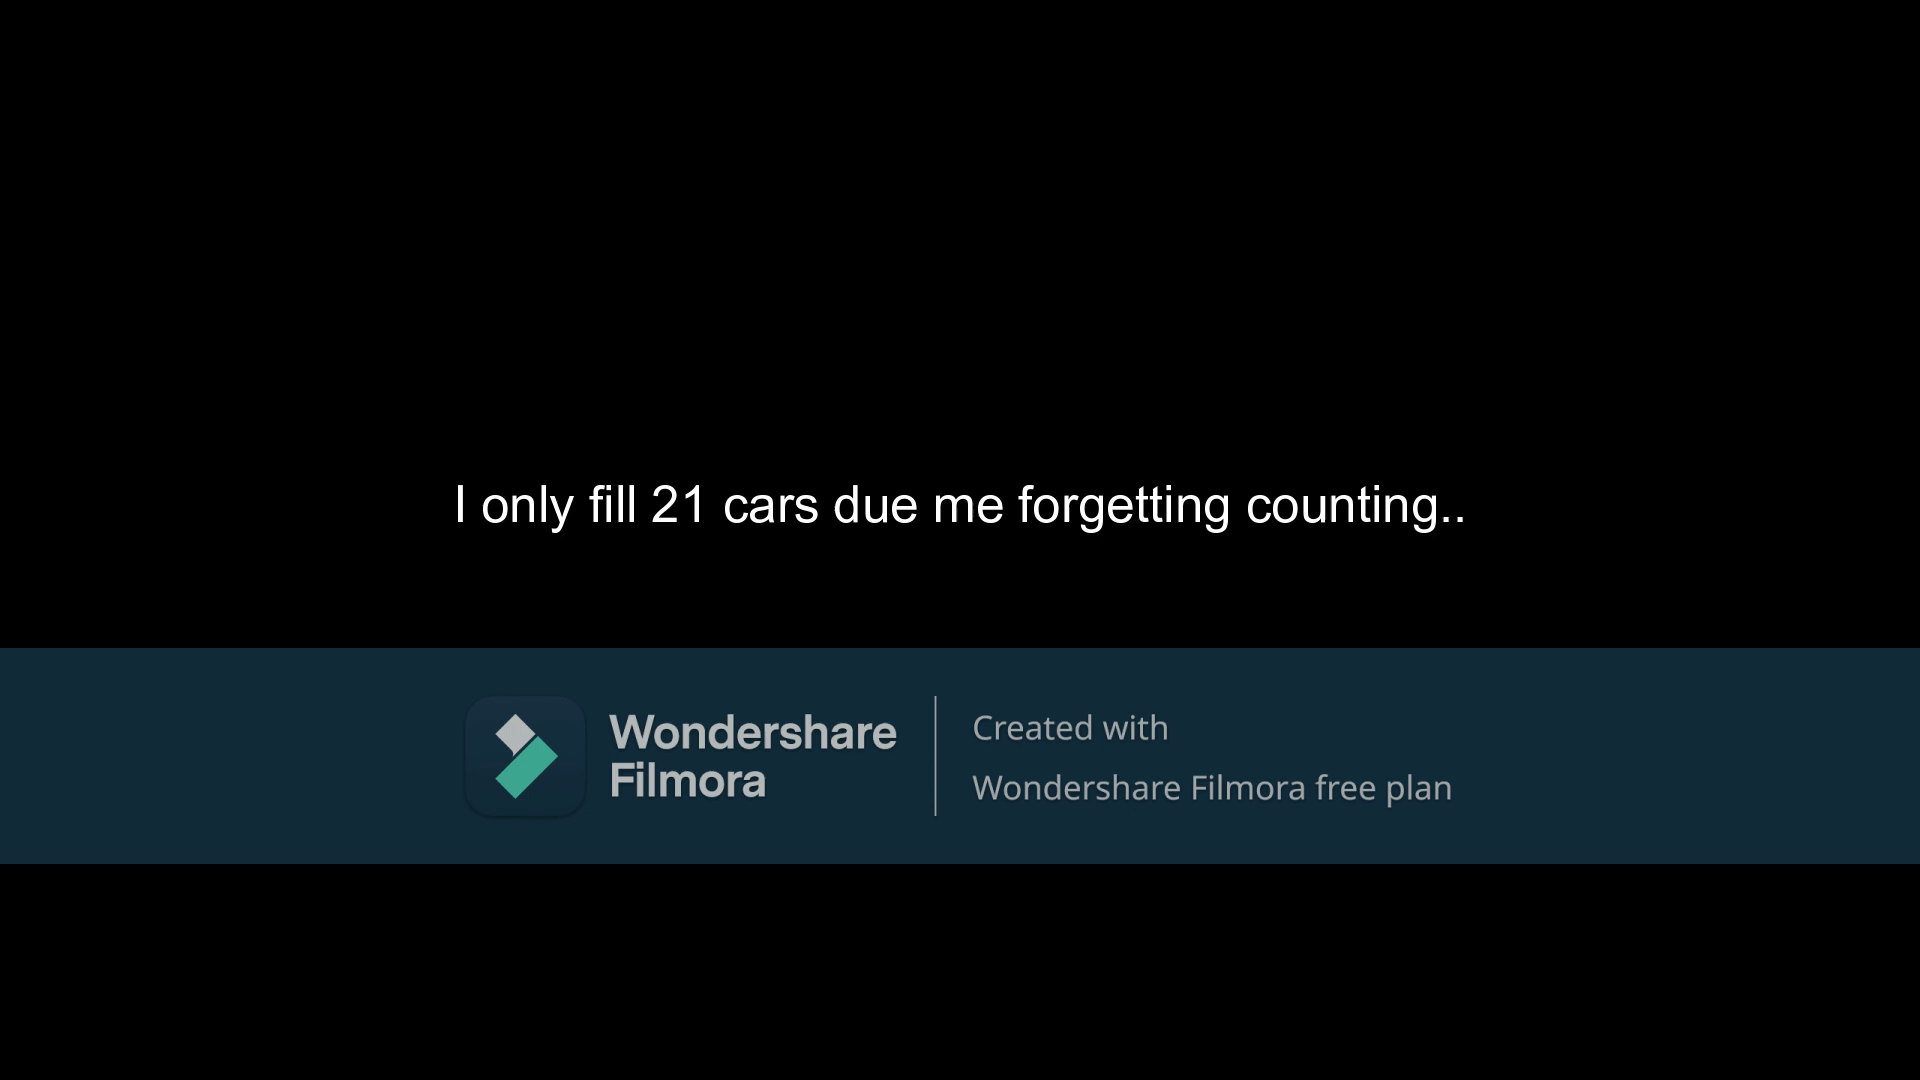 I only fill 21 cars due me forgetting counting..
Wondershare
Filmora
Created with
Wondershare Filmora free plan